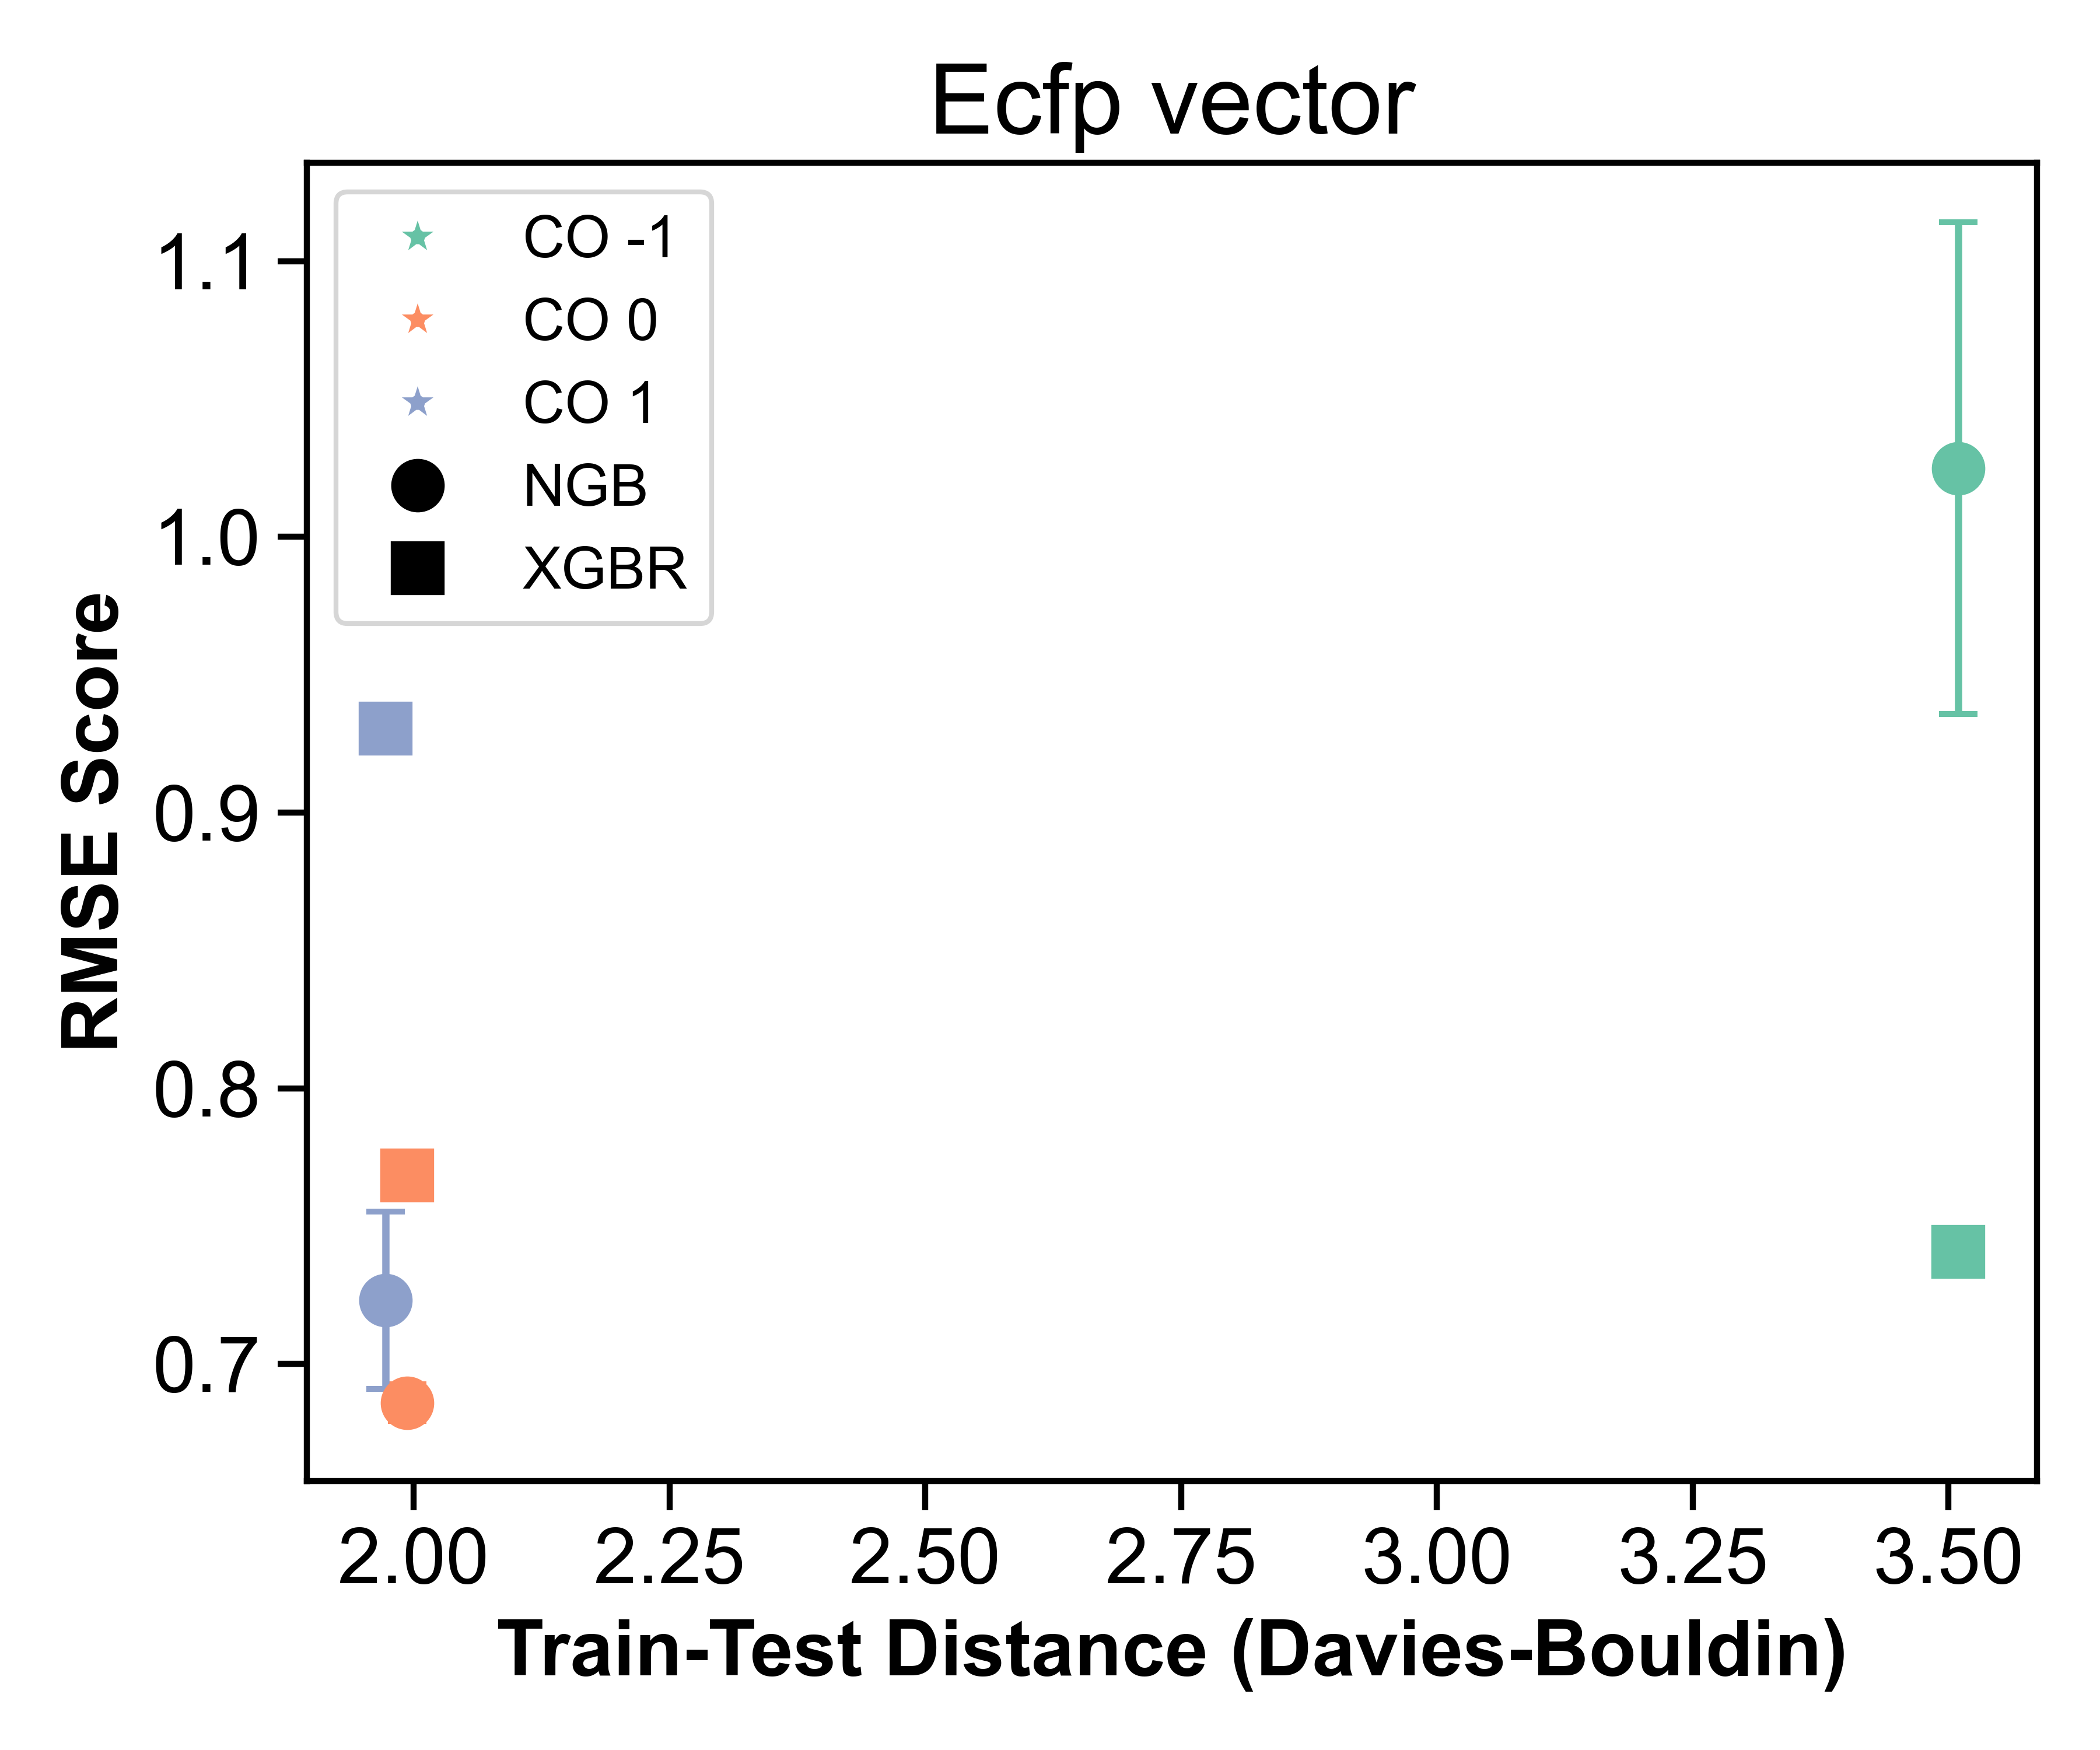 Ecfp vector
CO -1
CO 0
CO 1
NGB
XGBR
RMSE Score
1.1
1.0
0.9
0.8
0.7
2.00 2.25 2.50 2.75 3.00 3.25 3.50
Train-Test Distance (Davies-Bouldin)